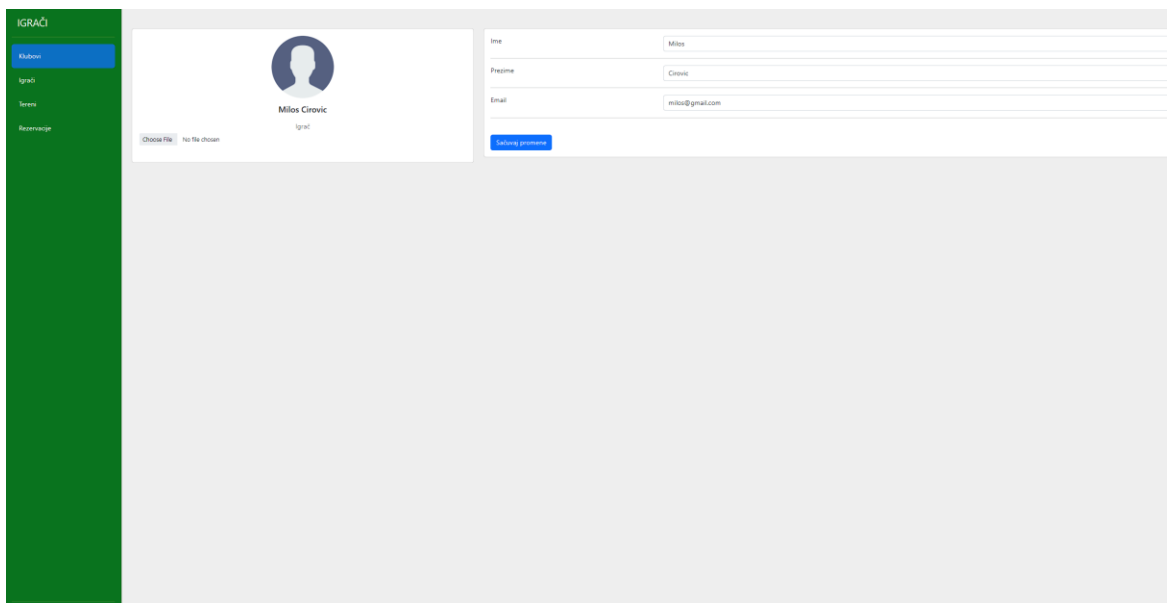 IGRAČI
Klubovi
Igrači
Tereni
Rezervacije
Milos Cirovic
Igrač
Choose File No file chosen
Ime Milos
Prezime Cirovic
Email milos@gmail.com
Sačuvaj promene